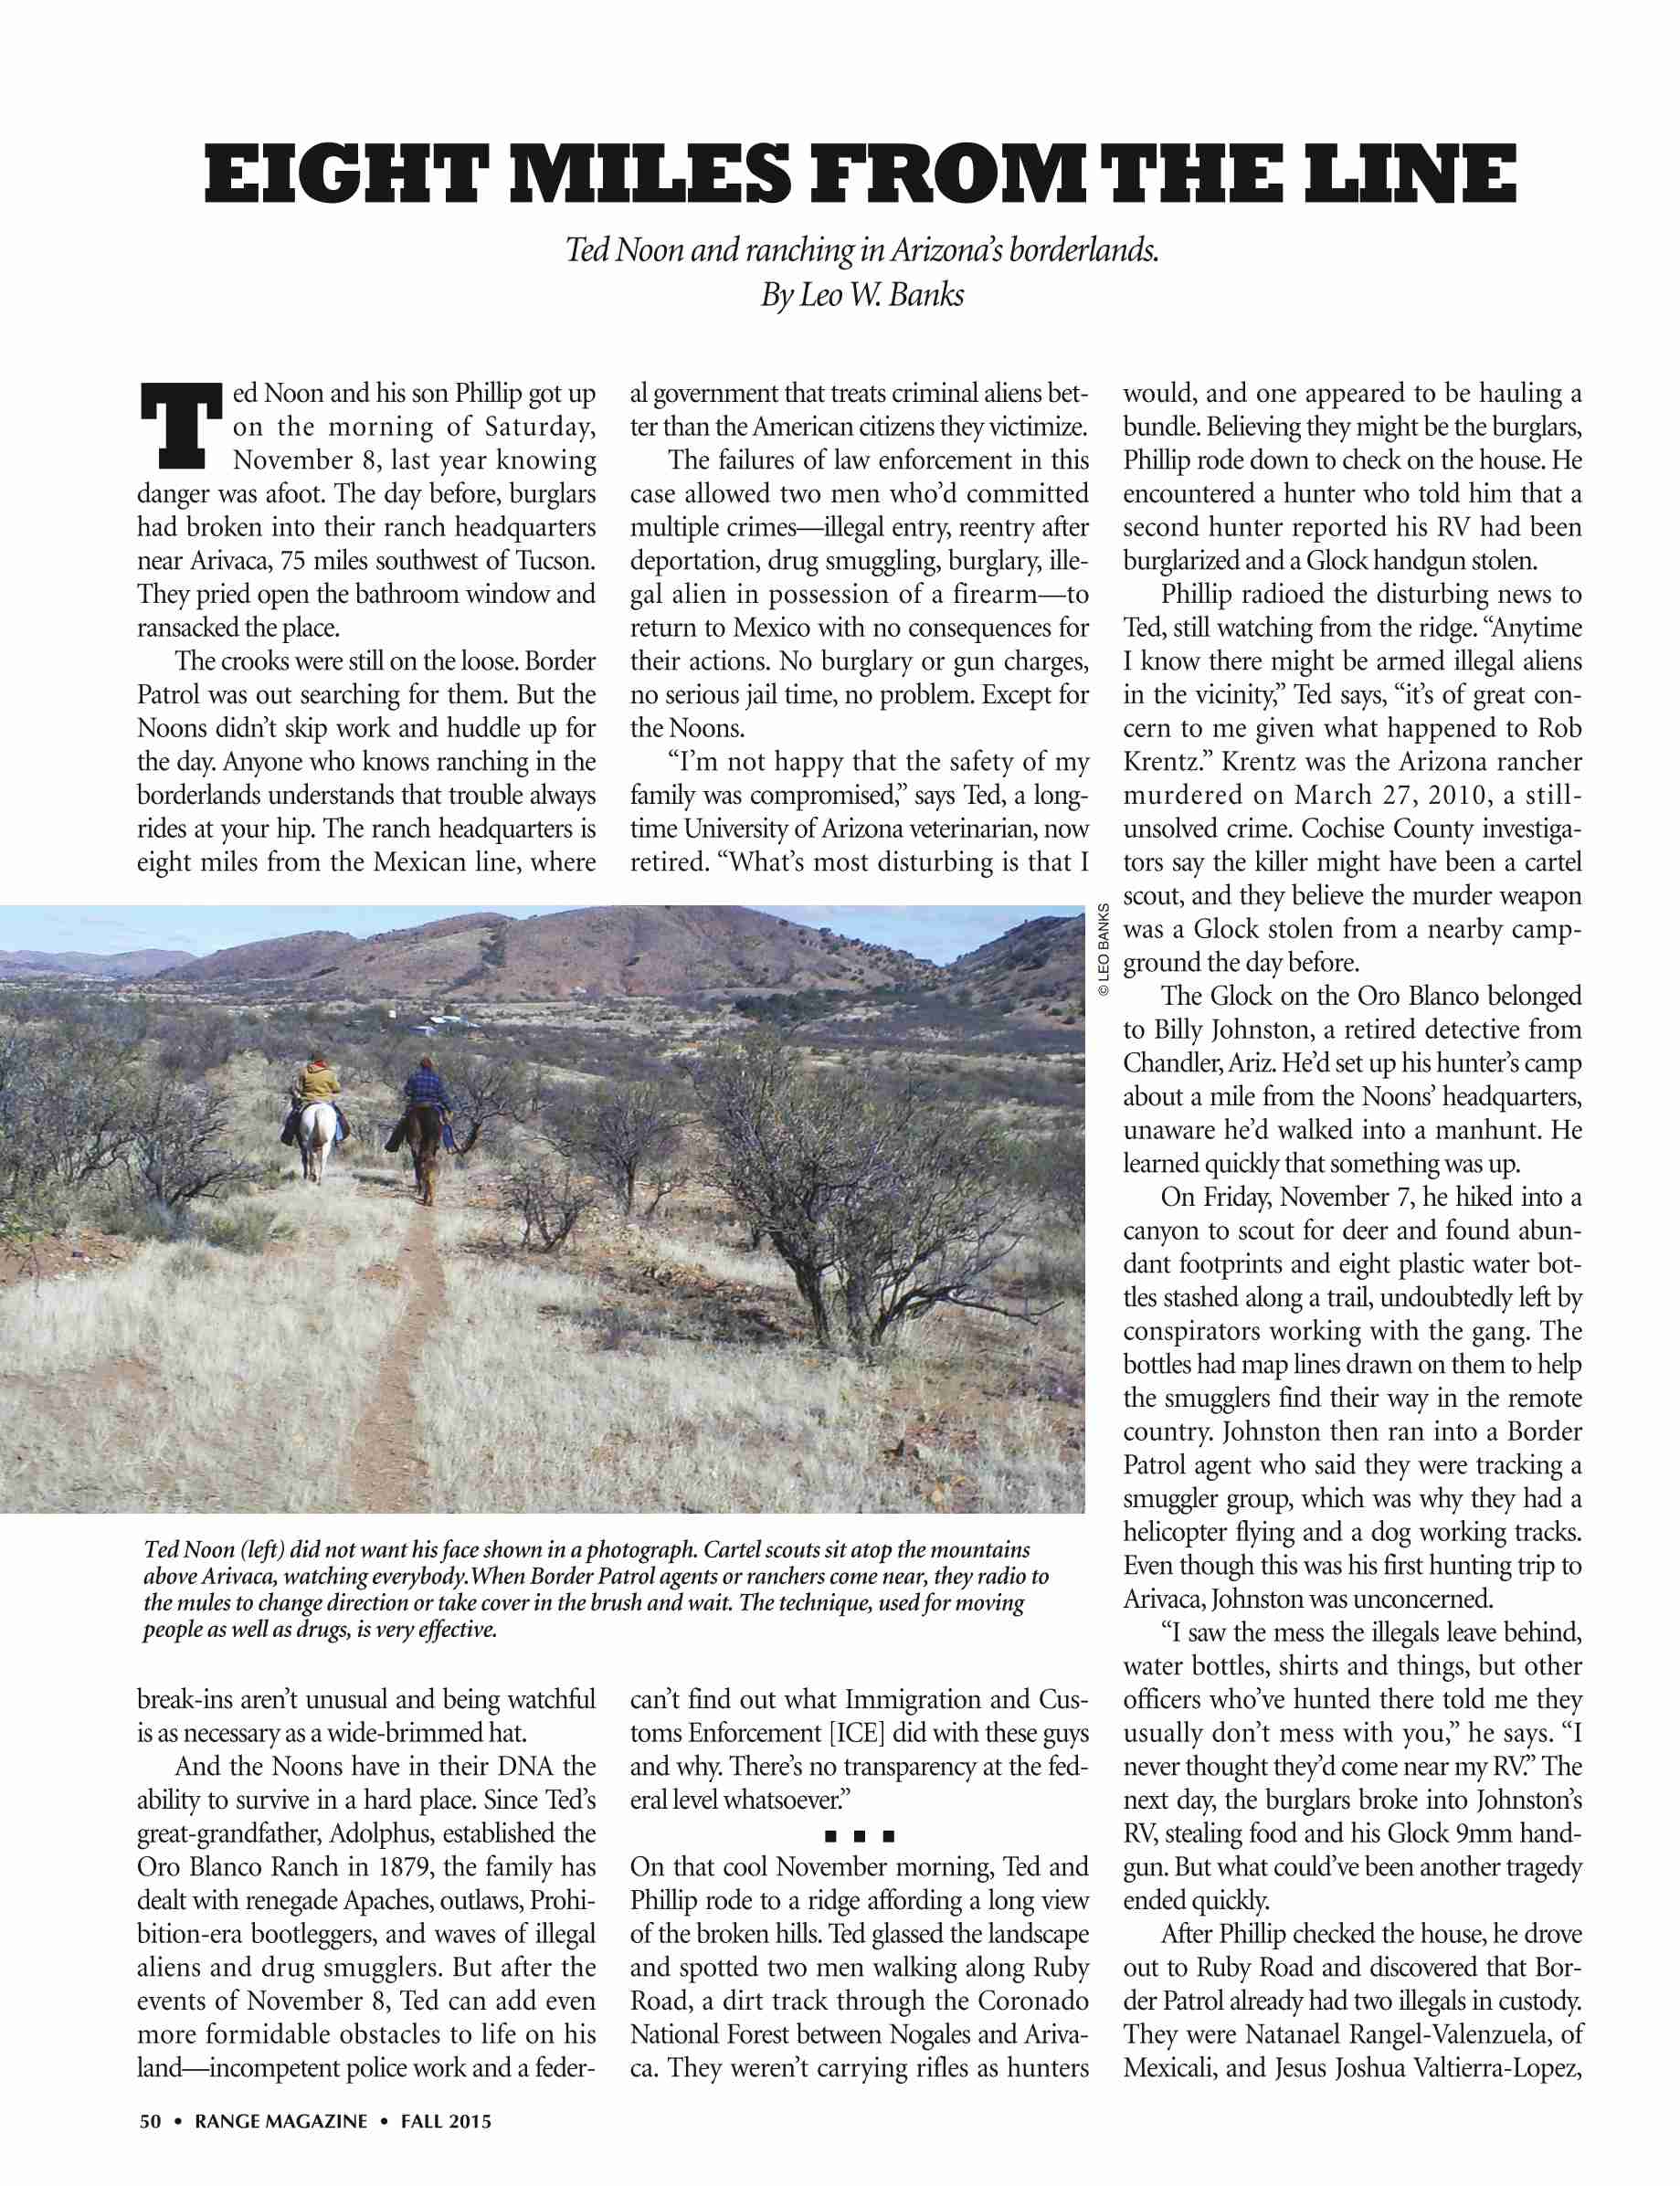 EIGHT MILES FROM THE LINE
Ted Noon and ranching in Arizona's borderlands.
By Leo W. Banks
Ted Noon and his son Phillip got up
on the morning of Saturday,
November 8, last year knowing
danger was afoot. The day before, burglars
had broken into their ranch headquarters
near Arivaca, 75 miles southwest of Tucson.
They pried open the bathroom window and
ransacked the place.
The crooks were still on the loose. Border
Patrol was out searching for them. But the
Noons didn't skip work and huddle up for
the day. Anyone who knows ranching in the
borderlands understands that trouble always
rides at your hip. The ranch headquarters is
eight miles from the Mexican line, where
break-ins aren't unusual and being watchful
is as necessary as a wide-brimmed hat.
And the Noons have in their DNA the
ability to survive in a hard place. Since Ted's
great-grandfather, Adolphus, established the
Oro Blanco Ranch in 1879, the family has
dealt with renegade Apaches, outlaws, Prohi-
bition-era bootleggers, and waves of illegal
aliens and drug smugglers. But after the
events of November 8, Ted can add even
more formidable obstacles to life on his
land—incompetent police work and a feder-
al government that treats criminal aliens bet-
ter than the American citizens they victimize.
The failures of law enforcement in this
case allowed two men who'd committed
multiple crimes—illegal entry, reentry after
deportation, drug smuggling, burglary, ille-
gal alien in possession of a firearm—to
return to Mexico with no consequences for
their actions. No burglary or gun charges,
no serious jail time, no problem. Except for
the Noons.
"I'm not happy that the safety of my
family was compromised," says Ted, a long-
time University of Arizona veterinarian, now
retired. "What's most disturbing is that I
can't find out what Immigration and Cus-
toms Enforcement [ICE] did with these guys
and why. There's no transparency at the fed-
eral level whatsoever."
■ ■ ■
On that cool November morning, Ted and
Phillip rode to a ridge affording a long view
of the broken hills. Ted glassed the landscape
and spotted two men walking along Ruby
Road, a dirt track through the Coronado
National Forest between Nogales and Ariva-
ca. They weren't carrying rifles as hunters
would, and one appeared to be hauling a
bundle. Believing they might be the burglars,
Phillip rode down to check on the house. He
encountered a hunter who told him that a
second hunter reported his RV had been
burglarized and a Glock handgun stolen.
Phillip radioed the disturbing news to
Ted, still watching from the ridge. "Anytime
I know there might be armed illegal aliens
in the vicinity," Ted says, "it's of great con-
cern to me given what happened to Rob
Krentz." Krentz was the Arizona rancher
murdered on March 27, 2010, a still-
unsolved crime. Cochise County investiga-
tors say the killer might have been a cartel
scout, and they believe the murder weapon
was a Glock stolen from a nearby camp-
ground the day before.
The Glock on the Oro Blanco belonged
to Billy Johnston, a retired detective from
Chandler, Ariz. He'd set up his hunter's camp
about a mile from the Noons' headquarters,
unaware he'd walked into a manhunt. He
learned quickly that something was up.
On Friday, November 7, he hiked into a
canyon to scout for deer and found abun-
dant footprints and eight plastic water bot-
tles stashed along a trail, undoubtedly left by
conspirators working with the gang. The
bottles had map lines drawn on them to help
the smugglers find their way in the remote
country. Johnston then ran into a Border
Patrol agent who said they were tracking a
smuggler group, which was why they had a
helicopter flying and a dog working tracks.
Even though this was his first hunting trip to
Arivaca, Johnston was unconcerned.
"I saw the mess the illegals leave behind,
water bottles, shirts and things, but other
officers who've hunted there told me they
usually don't mess with you," he says. "I
never thought they'd come near my RV." The
next day, the burglars broke into Johnston's
RV, stealing food and his Glock 9mm hand-
gun. But what could've been another tragedy
ended quickly.
After Phillip checked the house, he drove
out to Ruby Road and discovered that Bor-
der Patrol already had two illegals in custody.
They were Natanael Rangel-Valenzuela, of
Mexicali, and Jesus Joshua Valtierra-Lopez,
© LEO BANKS
Ted Noon (left) did not want his face shown in a photograph. Cartel scouts sit atop the mountains
above Arivaca, watching everybody. When Border Patrol agents or ranchers come near, they radio to
the mules to change direction or take cover in the brush and wait. The technique, used for moving
people as well as drugs, is very effective.
50 • RANGE MAGAZINE • FALL 2015